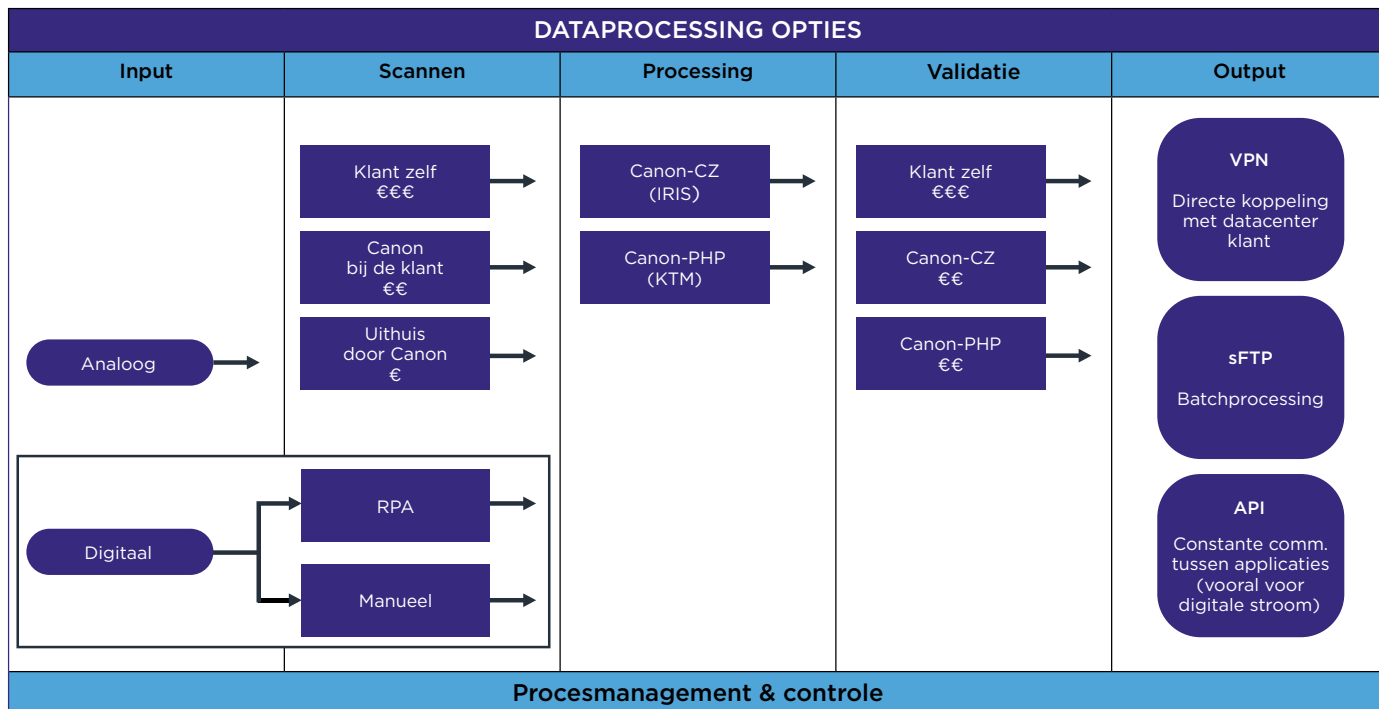 DATAPROCESSING OPTIES
Input
Scannen
Processing
Validatie
Output
Analoog
Digitaal
Klant zelf
€€€
Canon
bij de klant
€€
Uithuis
door Canon
€
RPA
Manueel
Canon-CZ
(IRIS)
Canon-PHP
(KTM)
Klant zelf
€€€
Canon-CZ
€€
Canon-PHP
€€
VPN
Directe koppeling
met datacenter
klant
sFTP
Batchprocessing
API
Constante comm.
tussen applicaties
(vooral voor
digitale stroom)
Procesmanagement & controle